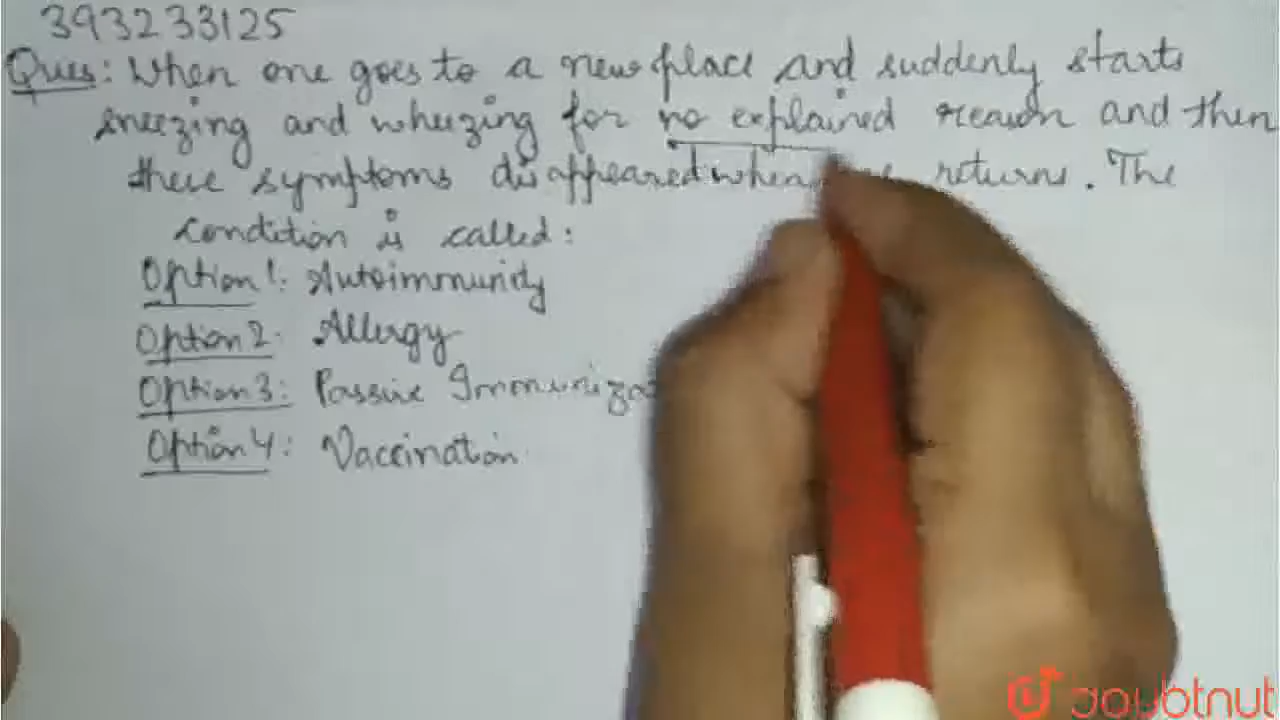 393233125
Ques: When one goes to a new place and suddenly starts
sneezing and wheezing for no explained reason and then
these symptoms disappeared when returns. The
condition is called:
Option 1: Autoimmunity
Option 2: Allergy
Option 3: Passive
Option 4: Vaccination
doubtnut